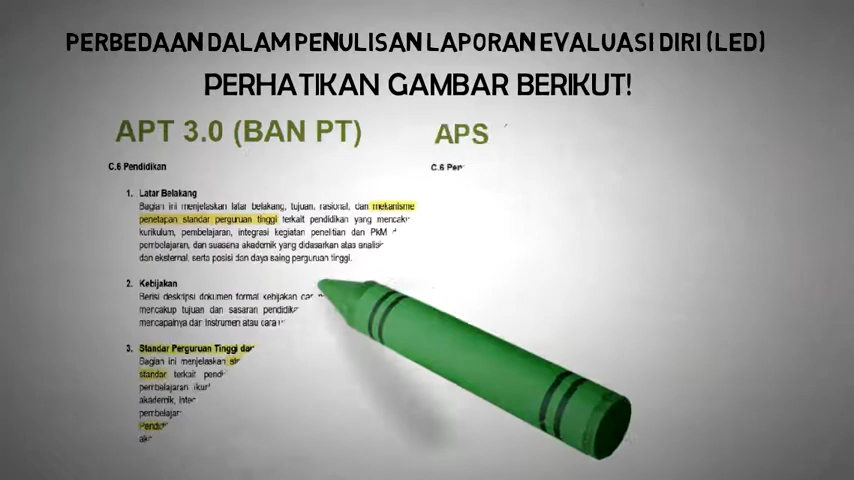 PERBEDAAN DALAM PENULISAN LAPORAN EVALUASI DIRI (LED)
PERHATIKAN GAMBAR BERIKUT!
APT 3.0 (BAN PT)
C.6 Pendidikan
1. Latar Belakang
Bagian ini menjelaskan latar belakang, tujuan, rasional, dan mekanisme
penetapan standar perguruan tinggi terkait pendidikan yang
kurikulum, pembelajaran, integrasi kegiatan penelitian dan PKM
pembelajaran, dan suasana akademik yang didasarkan atas
dan eksternal, serta posisi dan daya saing perguruan tinggi.
2. Kebijakan
Berisi deskripsi dokumen formal kebijakan
mencakup tujuan dan sasaran
mencapainya dan instrumen atau cara
3. Standar Perguruan Tinggi
Bagian ini menjelaskan
standar terkait
pembelajaran
akademik,
APS
C.6